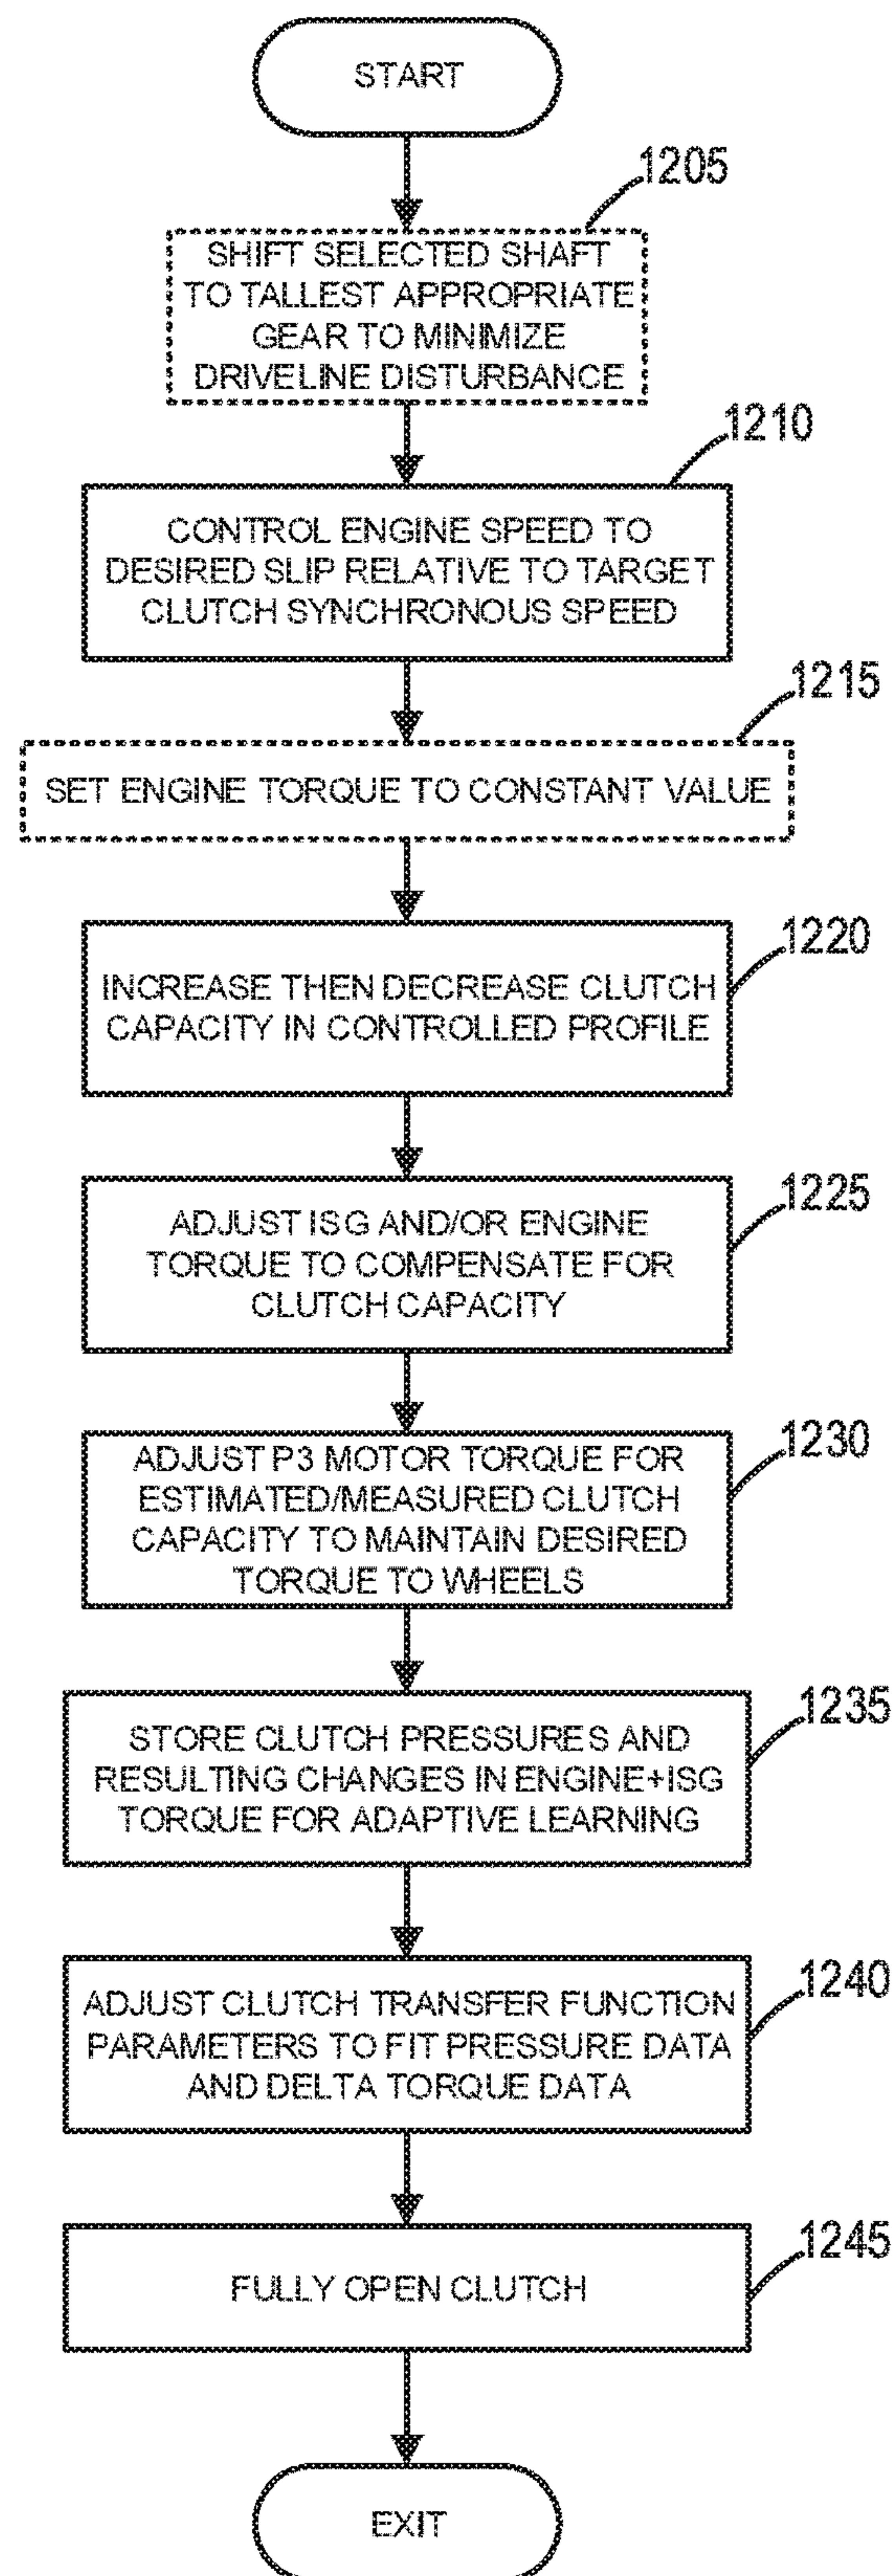 START
1205
SHIFT SELECTED SHAFT
TO TALLEST APPROPRIATE
GEAR TO MINIMIZE
DRIVELINE DISTURBANCE
1210
CONTROL ENGINE SPEED TO
DESIRED SLIP RELATIVE TO TARGET
CLUTCH SYNCHRONOUS SPEED
1215
SET ENGINE TORQUE TO CONSTANT VALUE
1220
INCREASE THEN DECREASE CLUTCH
CAPACITY IN CONTROLLED PROFILE
1225
ADJUST ISG AND/OR ENGINE
TORQUE TO COMPENSATE FOR
CLUTCH CAPACITY
1230
ADJUST P3 MOTOR TORQUE FOR
ESTIMATED/MEASURED CLUTCH
CAPACITY TO MAINTAIN DESIRED
TORQUE TO WHEELS
1235
STORE CLUTCH PRESSURES AND
RESULTING CHANGES IN ENGINE+ISG
TORQUE FOR ADAPTIVE LEARNING
1240
ADJUST CLUTCH TRANSFER FUNCTION
PARAMETERS TO FIT PRESSURE DATA
AND DELTA TORQUE DATA
1245
FULLY OPEN CLUTCH
EXIT